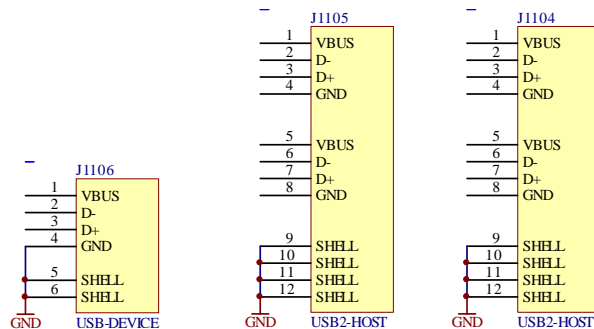 J1105
1 VBUS
2 D-
3 D+
4 GND
5 VBUS
6 D-
7 D+
8 GND
9 SHELL
10 SHELL
11 SHELL
12 SHELL
GND
USB2-HOST
J1104
1 VBUS
2 D-
3 D+
4 GND
5 VBUS
6 D-
7 D+
8 GND
9 SHELL
10 SHELL
11 SHELL
12 SHELL
GND
USB2-HOST
J1106
1 VBUS
2 D-
3 D+
4 GND
5 SHELL
6 SHELL
GND
USB-DEVICE